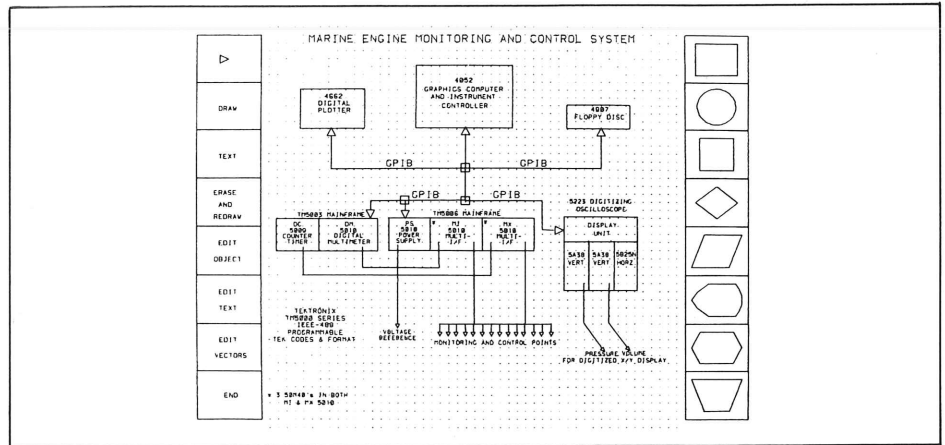 MARINE ENGINE MONITORING AND CONTROL SYSTEM
DRAW
TEXT
ERASE
AND
REDRAW
EDIT
OBJECT
EDIT
TEXT
EDIT
VECTORS
END
4662
DIGITAL
PLOTTER
4052
GRAPHICS COMPUTER
AND INSTRUMENT
CONTROLLER
4907
FLOPPY DISC
GPIB
GPIB
GPIB
GPIB
TM5003 MAINFRAME
TM5006 MAINFRAME
5223 DIGITIZING
OSCILLOSCOPE
DC
5009
COUNTER
TIMER
DM
5010
DIGITAL
MULTIMETER
PS
5010
POWER
SUPPLY
*
MI
5010
MULTI-
I/F
*
MX
5010
MULTI-
I/F
DISPLAY
UNIT
5A38
VERT
5A38
VERT
5B25N
HORZ
TEKTRONIX
TM5000 SERIES
IEEE-488
PROGRAMMABLE
TEK CODES & FORMAT
VOLTAGE
REFERENCE
MONITORING AND CONTROL POINTS
PRESSURE VOLUME
FOR DIGITIZED X/Y DISPLAY
* 3 50M40's IN BOTH
MI & MX 5010